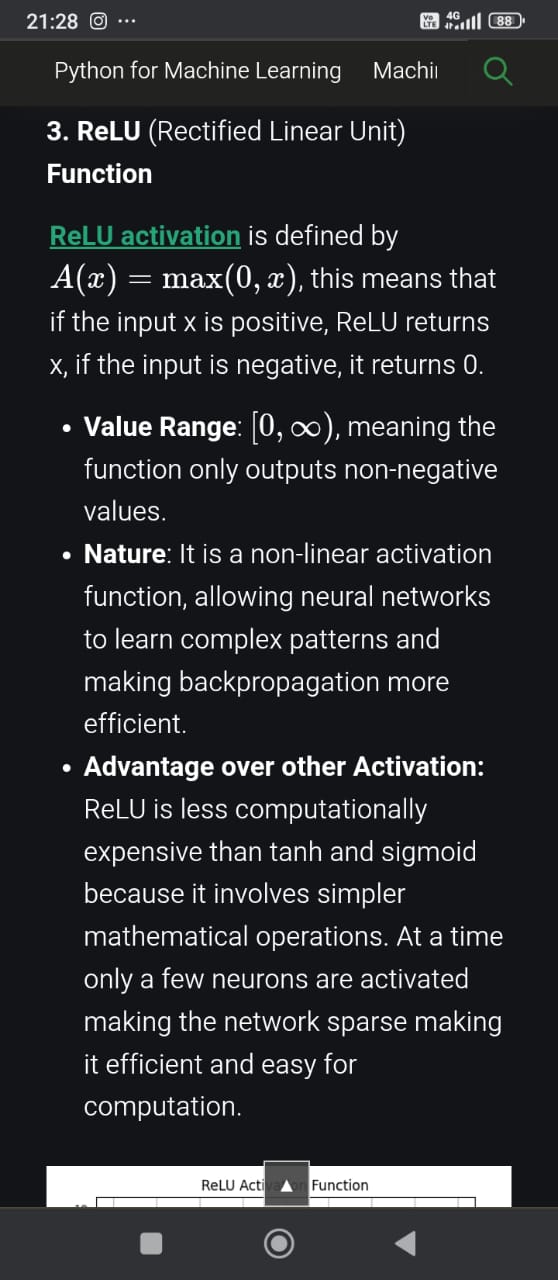 21:28 ...
Vo LTE 4G 88
Python for Machine Learning Machi
3. ReLU (Rectified Linear Unit)
Function
ReLU activation is defined by
A(x) = max(0, x), this means that
if the input x is positive, ReLU returns
x, if the input is negative, it returns 0.
• Value Range: [0, ∞), meaning the
function only outputs non-negative
values.
• Nature: It is a non-linear activation
function, allowing neural networks
to learn complex patterns and
making backpropagation more
efficient.
• Advantage over other Activation:
ReLU is less computationally
expensive than tanh and sigmoid
because it involves simpler
mathematical operations. At a time
only a few neurons are activated
making the network sparse making
it efficient and easy for
computation.
ReLU Activation Function